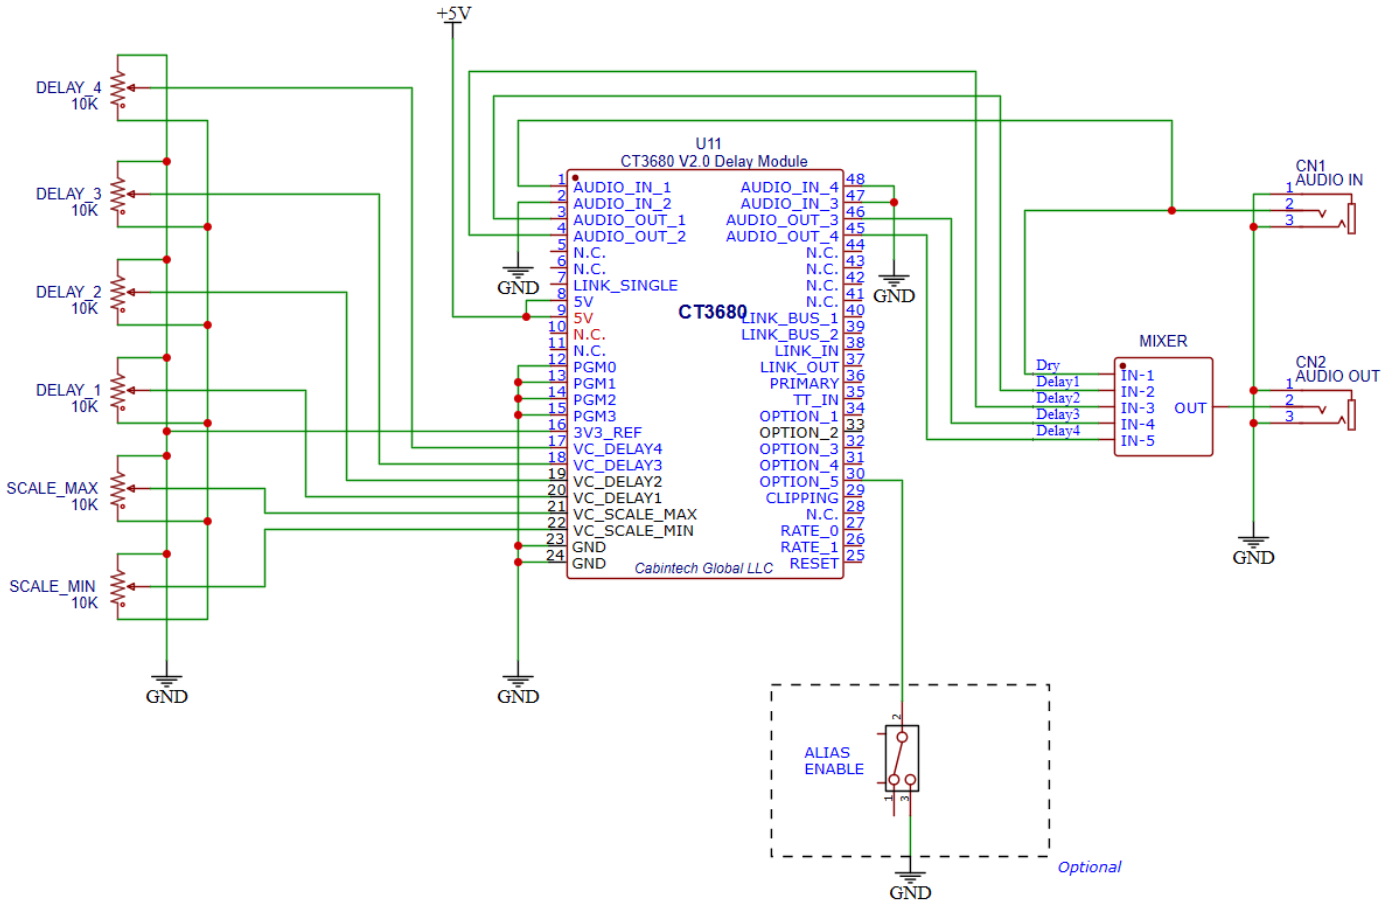 +5V
DELAY_4
10K
DELAY_3
10K
DELAY_2
10K
DELAY_1
10K
SCALE_MAX
10K
SCALE_MIN
10K
GND
U11
CT3680 V2.0 Delay Module
1 AUDIO_IN_1
2 AUDIO_IN_2
3 AUDIO_OUT_1
4 AUDIO_OUT_2
5 N.C.
6 N.C.
7 LINK_SINGLE
8 5V
9 5V
10 N.C.
11 N.C.
12 PGM0
13 PGM1
14 PGM2
15 PGM3
16 3V3_REF
17 VC_DELAY4
18 VC_DELAY3
19 VC_DELAY2
20 VC_DELAY1
21 VC_SCALE_MAX
22 VC_SCALE_MIN
23 GND
24 GND
CT3680
AUDIO_IN_4 48
AUDIO_IN_3 47
AUDIO_OUT_3 46
AUDIO_OUT_4 45
N.C. 44
N.C. 43
N.C. 42
N.C. 41
LINK_BUS_1 40
LINK_BUS_2 39
LINK_IN 38
LINK_OUT 37
PRIMARY 36
TT_IN 35
OPTION_1 34
OPTION_2 33
OPTION_3 32
OPTION_4 31
OPTION_5 30
CLIPPING 29
N.C. 28
RATE_0 27
RATE_1 26
RESET 25
Cabintech Global LLC
GND
GND
GND
MIXER
Dry
Delay1
Delay2
Delay3
Delay4
IN-1
IN-2
IN-3
IN-4
IN-5
OUT
CN1
AUDIO IN
1
2
3
CN2
AUDIO OUT
1
2
3
GND
ALIAS
ENABLE
2
1
3
Optional
GND